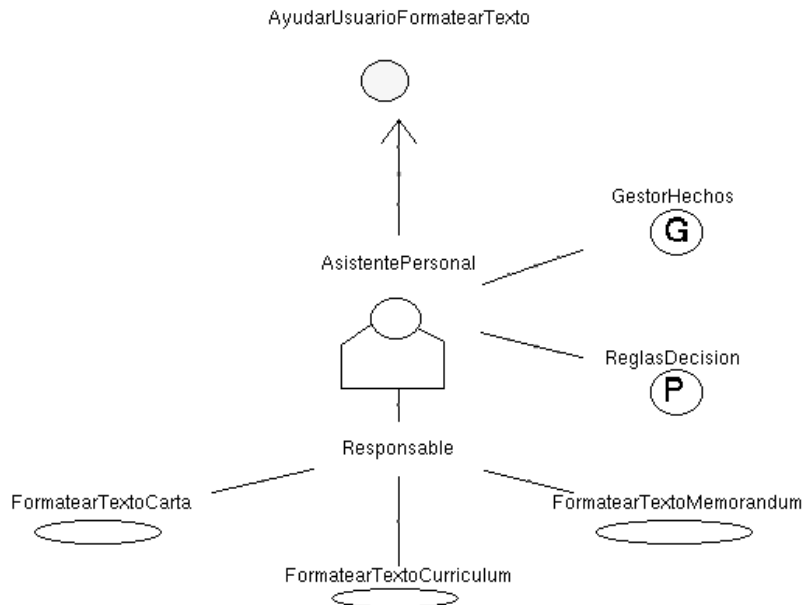 AyudarUsuarioFormatearTexto
GestorHechos
G
AsistentePersonal
ReglasDecision
P
Responsable
FormatearTextoCarta
FormatearTextoMemorandum
FormatearTextoCurriculum